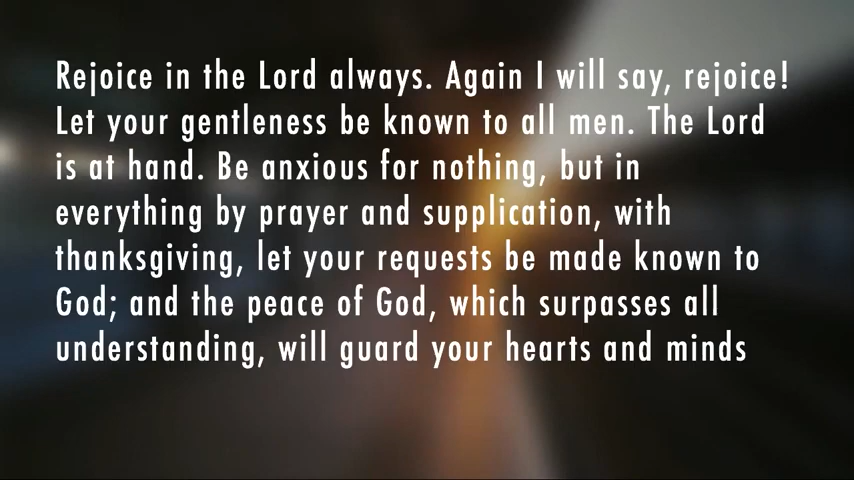 Rejoice in the Lord always. Again I will say, rejoice!
Let your gentleness be known to all men. The Lord
is at hand. Be anxious for nothing, but in
everything by prayer and supplication, with
thanksgiving, let your requests be made known to
God; and the peace of God, which surpasses all
understanding, will guard your hearts and minds